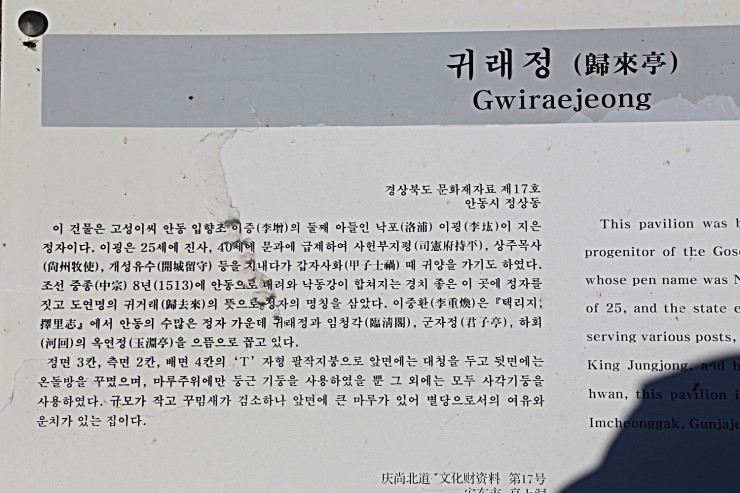 귀래정 (歸來亭)
Gwiraejeong
경상북도 문화재자료 제17호
안동시 정상동
이 건물은 고성이씨 안동 입향조 이증(李增)의 둘째 아들인 낙포(洛浦) 이굉(李浤)이 지은
정자이다. 이굉은 25세에 진사, 40세에 문과에 급제하여 사헌부지평(司憲府持平), 상주목사
(尙州牧使), 개성유수(開城留守) 등을 지내다가 갑자사화(甲子士禍) 때 귀양을 가기도 하였다.
조선 중종(中宗) 8년(1513)에 안동으로 내려와 낙동강이 합쳐지는 경치 좋은 이 곳에 정자를
짓고 도연명의 귀거래(歸去來)의 뜻으로 정자의 명칭을 삼았다. 이중환(李重煥)은『택리지,
擇里志』에서 안동의 수많은 정자 가운데 귀래정과 임청각(臨淸閣), 군자정(君子亭), 하회
(河回)의 옥연정(玉淵亭)을 으뜸으로 꼽고 있다.
정면 3칸, 측면 2칸, 배면 4칸의 ‘T’ 자형 팔작지붕으로 앞면에는 대청을 두고 뒷면에는
온돌방을 꾸몄으며, 마루주위에만 둥근 기둥을 사용하였을 뿐 그 외에는 모두 사각기둥을
사용하였다. 규모가 작고 꾸밈새가 검소하나 앞면에 큰 마루가 있어 별당으로서의 여유와
운치가 있는 집이다.
This pavilion was b
progenitor of the Gose
whose pen name was N
of 25, and the state e
serving various posts,
King Jungjong, and b
hwan, this pavilion i
Imcheonggak, Gunjaje
庆尚北道 文化财资料 第17号